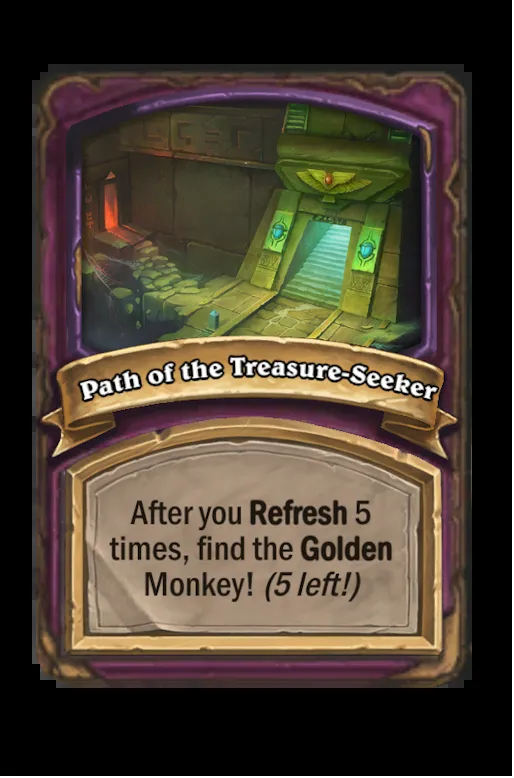 Path of the Treasure-Seeker
After you Refresh 5
times, find the Golden
Monkey! (5 left!)